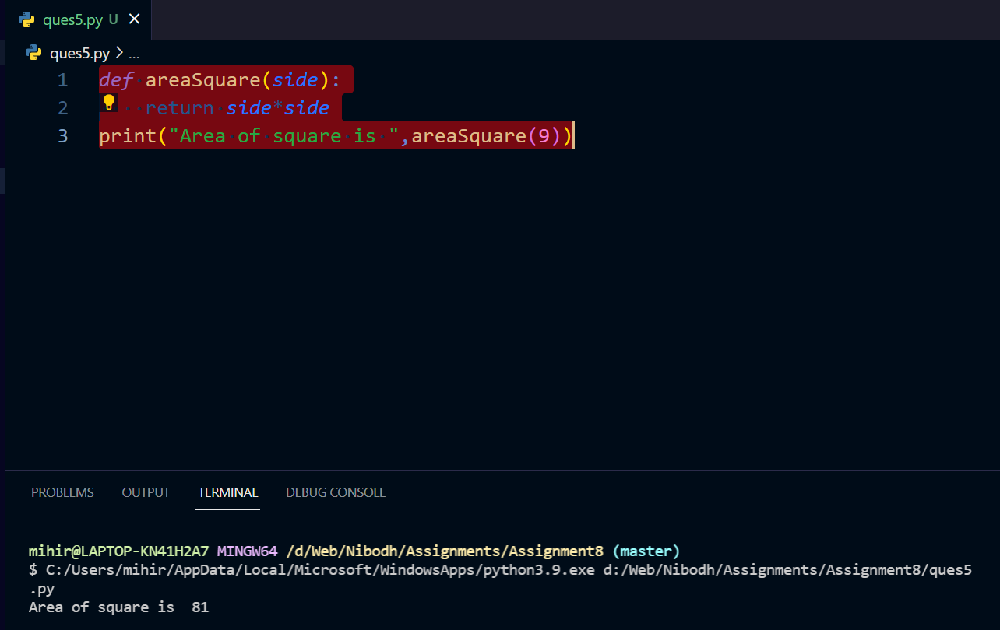 ques5.py U
ques5.py > ...
1 def areaSquare(side):
2     return side*side
3 print("Area of square is ",areaSquare(9))
PROBLEMS OUTPUT TERMINAL DEBUG CONSOLE
mihir@LAPTOP-KN41H2A7 MINGW64 /d/Web/Nibodh/Assignments/Assignment8 (master)
$ C:/Users/mihir/AppData/Local/Microsoft/WindowsApps/python3.9.exe d:/Web/Nibodh/Assignments/Assignment8/ques5
.py
Area of square is  81